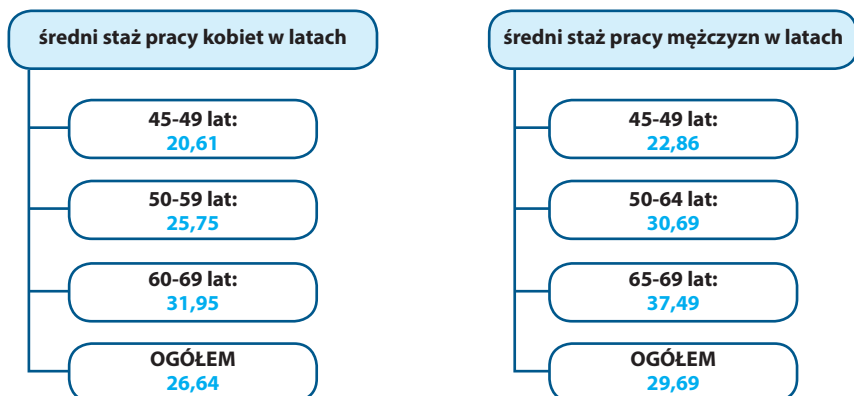 średni staż pracy kobiet w latach
45-49 lat:
20,61
50-59 lat:
25,75
60-69 lat:
31,95
OGÓŁEM
26,64
średni staż pracy mężczyzn w latach
45-49 lat:
22,86
50-64 lat:
30,69
65-69 lat:
37,49
OGÓŁEM
29,69